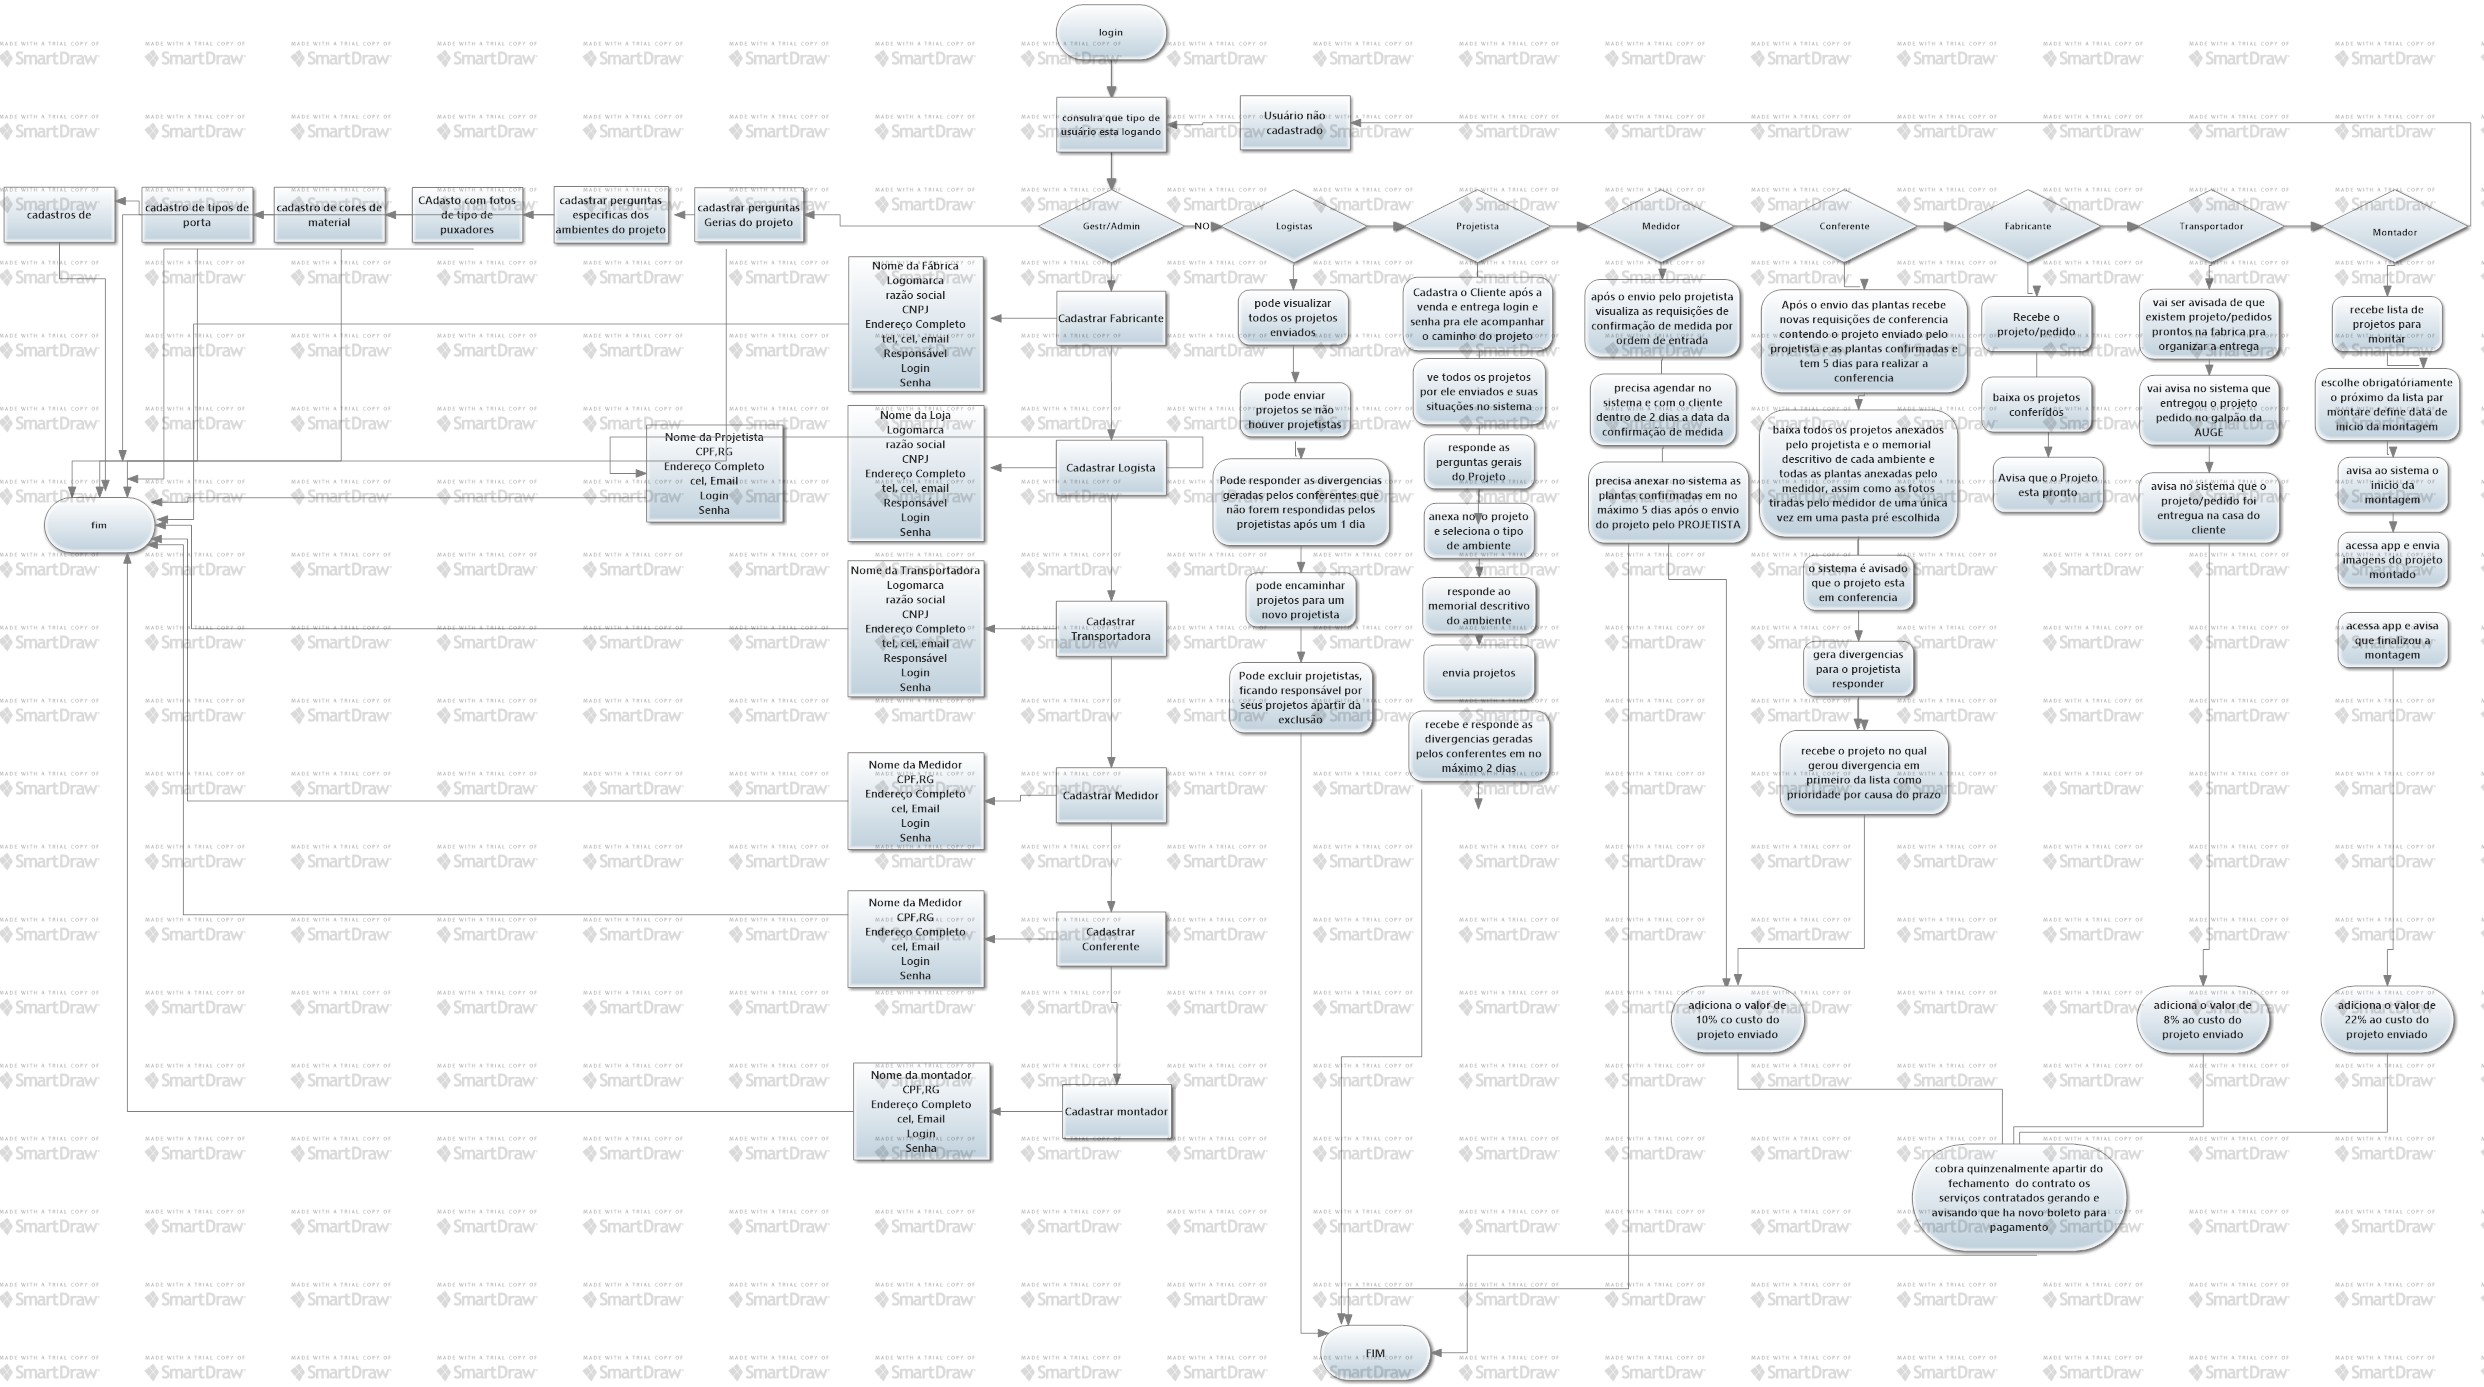 login
consulra que tipo de
usuário esta logando
Usuário não
cadastrado
cadastros de
cadastro de tipos de
porta
cadastro de cores de
material
CAdasto com fotos
de tipo de
puxadores
cadastrar perguntas
especificas dos
ambientes do projeto
cadastrar perguntas
Gerias do projeto
Gestr/Admin
NO
Logistas
Projetista
Medidor
Conferente
Fabricante
Transportador
Montador
Nome da Fábrica
Logomarca
razão social
CNPJ
Endereço Completo
tel, cel, email
Responsável
Login
Senha
Cadastrar Fabricante
Nome da Loja
Logomarca
razão social
CNPJ
Endereço Completo
tel, cel, email
Responsável
Login
Senha
Cadastrar Logista
Nome da Projetista
CPF,RG
Endereço Completo
cel, Email
Login
Senha
fim
Nome da Transportadora
Logomarca
razão social
CNPJ
Endereço Completo
tel, cel, email
Responsável
Login
Senha
Cadastrar
Transportadora
Nome da Medidor
CPF,RG
Endereço Completo
cel, Email
Login
Senha
Cadastrar Medidor
Nome da Medidor
CPF,RG
Endereço Completo
cel, Email
Login
Senha
Cadastrar
Conferente
Nome da montador
CPF,RG
Endereço Completo
cel, Email
Login
Senha
Cadastrar montador
pode visualizar
todos os projetos
enviados
pode enviar
projetos se não
houver projetistas
Pode responder as divergencias
geradas pelos conferentes que
não forem respondidas pelos
projetistas após um 1 dia
pode encaminhar
projetos para um
novo projetista
Pode excluir projetistas,
ficando responsável por
seus projetos apartir da
exclusão
Cadastra o Cliente após a
venda e entrega login e
senha pra ele acompanhar
o caminho do projeto
ve todos os projetos
por ele enviados e suas
situações no sistema
responde as
perguntas gerais
do Projeto
anexa novo projeto
e seleciona o tipo
de ambiente
responde ao
memorial descritivo
do ambiente
envia projetos
recebe e responde as
divergencias geradas
pelos conferentes em no
máximo 2 dias
após o envio pelo projetista
visualiza as requisições de
confirmação de medida por
ordem de entrada
precisa agendar no
sistema e com o cliente
dentro de 2 dias a data da
confirmação de medida
precisa anexar no sistema as
plantas confirmadas em no
máximo 5 dias após o envio
do projeto pelo PROJETISTA
Após o envio das plantas recebe
novas requisições de conferencia
contendo o projeto enviado pelo
projetista e as plantas confirmadas e
tem 5 dias para realizar a
conferencia
baixa todos os projetos anexados
pelo projetista e o memorial
descritivo de cada ambiente e
todas as plantas anexadas pelo
medidor, assim como as fotos
tiradas pelo medidor de uma única
vez em uma pasta pré escolhida
o sistema é avisado
que o projeto esta
em conferencia
gera divergencias
para o projetista
responder
recebe o projeto no qual
gerou divergencia em
primeiro da lista como
prioridade por causa do prazo
Recebe o
projeto/pedido
baixa os projetos
conferidos
Avisa que o Projeto
esta pronto
vai ser avisada de que
existem projeto/pedidos
prontos na fabrica pra
organizar a entrega
vai avisa no sistema que
entregou o projeto
pedido no galpão da
AUGE
avisa no sistema que o
projeto/pedido foi
entregua na casa do
cliente
recebe lista de
projetos para
montar
escolhe obrigatóriamente
o próximo da lista par
montare define data de
inicio da montagem
avisa ao sistema o
inicio da
montagem
acessa app e envia
imagens do projeto
montado
acessa app e avisa
que finalizou a
montagem
adiciona o valor de
10% co custo do
projeto enviado
adiciona o valor de
8% ao custo do
projeto enviado
adiciona o valor de
22% ao custo do
projeto enviado
cobra quinzenalmente apartir do
fechamento do contrato os
serviços contratados gerando e
avisando que ha novo boleto para
pagamento
FIM
MADE WITH A TRIAL COPY OF
SmartDraw